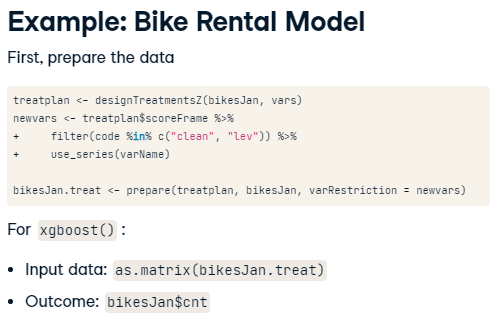 Example: Bike Rental Model
First, prepare the data
treatplan <- designTreatmentsZ(bikesJan, vars)
newvars <- treatplan$scoreFrame %>%
+     filter(code %in% c("clean", "lev")) %>%
+     use_series(varName)
bikesJan.treat <- prepare(treatplan, bikesJan, varRestriction = newvars)
For xgboost() :
• Input data: as.matrix(bikesJan.treat)
• Outcome: bikesJan$cnt